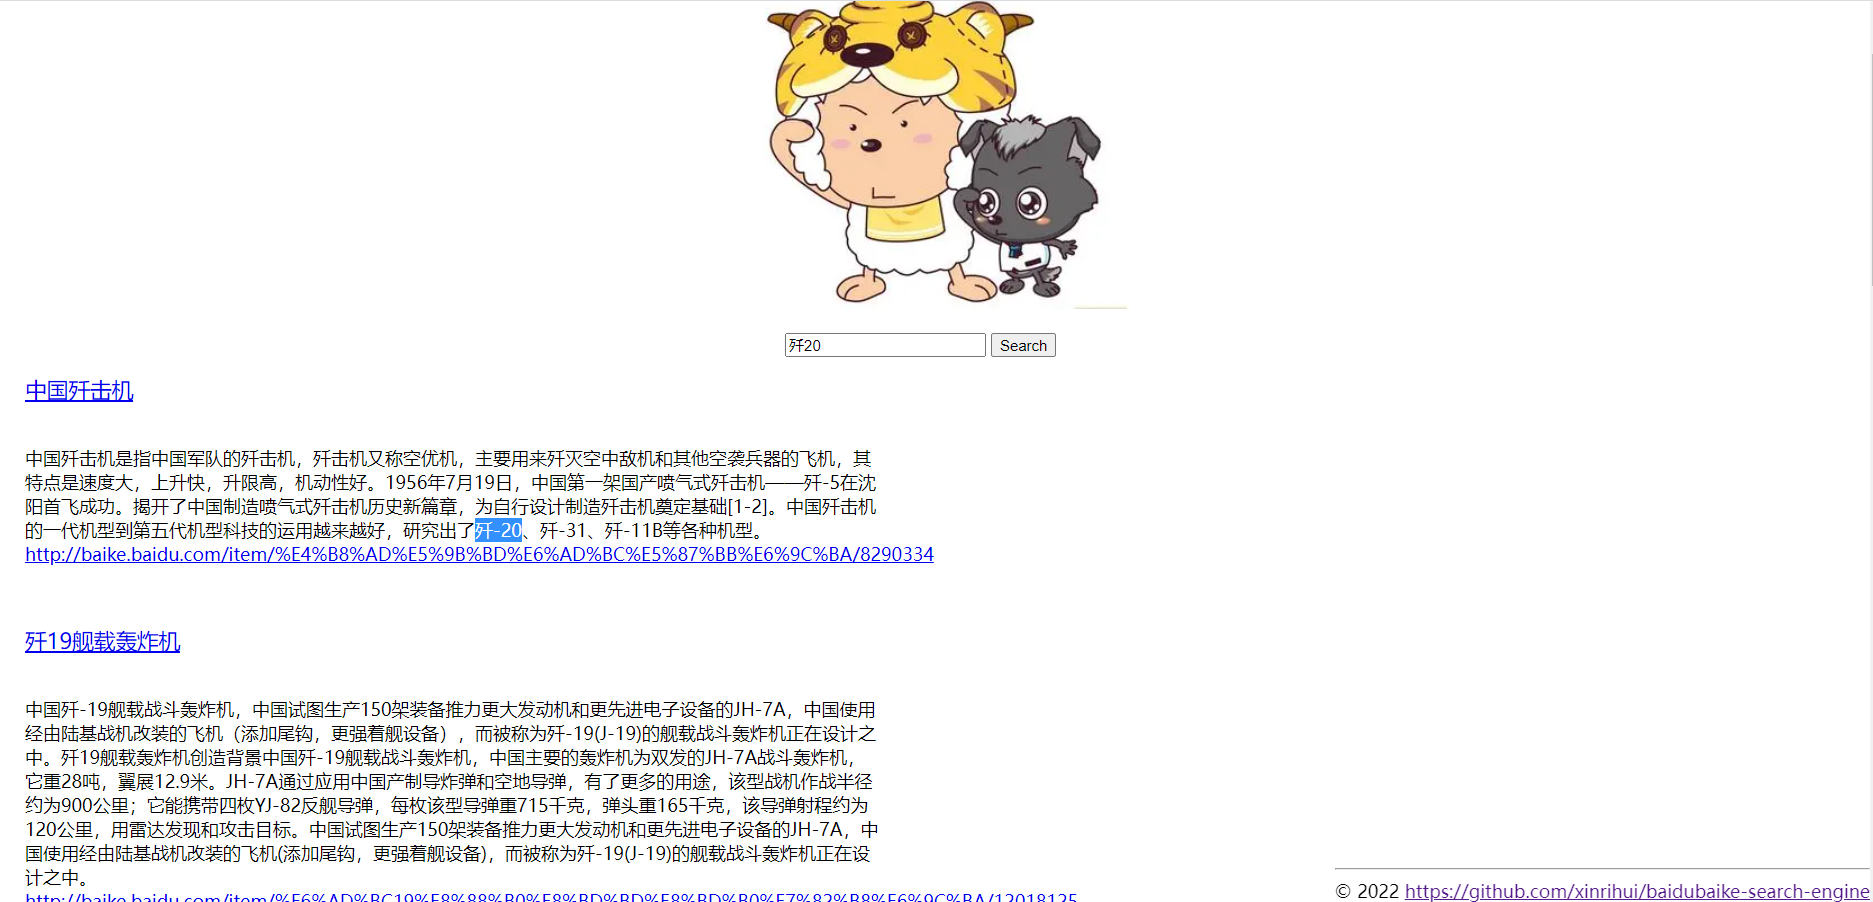 歼20
Search
中国歼击机
中国歼击机是指中国军队的歼击机，歼击机又称空优机，主要用来歼灭空中敌机和其他空袭兵器的飞机，其
特点是速度大，上升快，升限高，机动性好。1956年7月19日，中国第一架国产喷气式歼击机——歼-5在沈
阳首飞成功。揭开了中国制造喷气式歼击机历史新篇章，为自行设计制造歼击机奠定基础[1-2]。中国歼击机
的一代机型到第五代机型科技的运用越来越好，研究出了歼-20、歼-31、歼-11B等各种机型。
http://baike.baidu.com/item/%E4%B8%AD%E5%9B%BD%E6%AD%BC%E5%87%BB%E6%9C%BA/8290334
歼19舰载轰炸机
中国歼-19舰载战斗轰炸机，中国试图生产150架装备推力更大发动机和更先进电子设备的JH-7A，中国使用
经由陆基战机改装的飞机（添加尾钩，更强着舰设备），而被称为歼-19(J-19)的舰载战斗轰炸机正在设计之
中。歼19舰载轰炸机创造背景中国歼-19舰载战斗轰炸机，中国主要的轰炸机为双发的JH-7A战斗轰炸机，
它重28吨，翼展12.9米。JH-7A通过应用中国产制导炸弹和空地导弹，有了更多的用途，该型战机作战半径
约为900公里；它能携带四枚YJ-82反舰导弹，每枚该型导弹重715千克，弹头重165千克，该导弹射程约为
120公里，用雷达发现和攻击目标。中国试图生产150架装备推力更大发动机和更先进电子设备的JH-7A，中
国使用经由陆基战机改装的飞机(添加尾钩，更强着舰设备)，而被称为歼-19(J-19)的舰载战斗轰炸机正在设
计之中。
http://baike.baidu.com/item/%E6%AD%BC19%E8%88%B0%E8%BD%BD%E8%BD%B0%E7%82%B8%E6%9C%BA/12018125
© 2022 https://github.com/xinrihui/baidubaike-search-engine